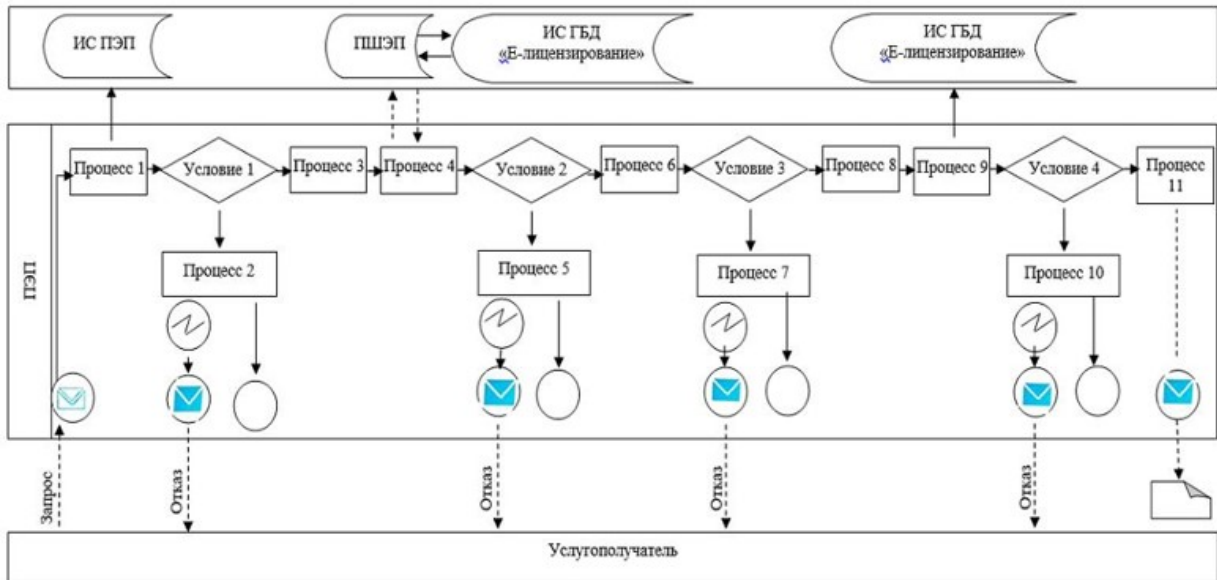 ИС ПЭП
ПШЭП
ИС ГБД
«Е-лицензирование»
ИС ГБД
«Е-лицензирование»
ПЭП
Процесс 1
Условие 1
Процесс 3
Процесс 4
Условие 2
Процесс 6
Условие 3
Процесс 8
Процесс 9
Условие 4
Процесс
11
Процесс 2
Процесс 5
Процесс 7
Процесс 10
Запрос
Отказ
Отказ
Отказ
Отказ
Услугополучатель